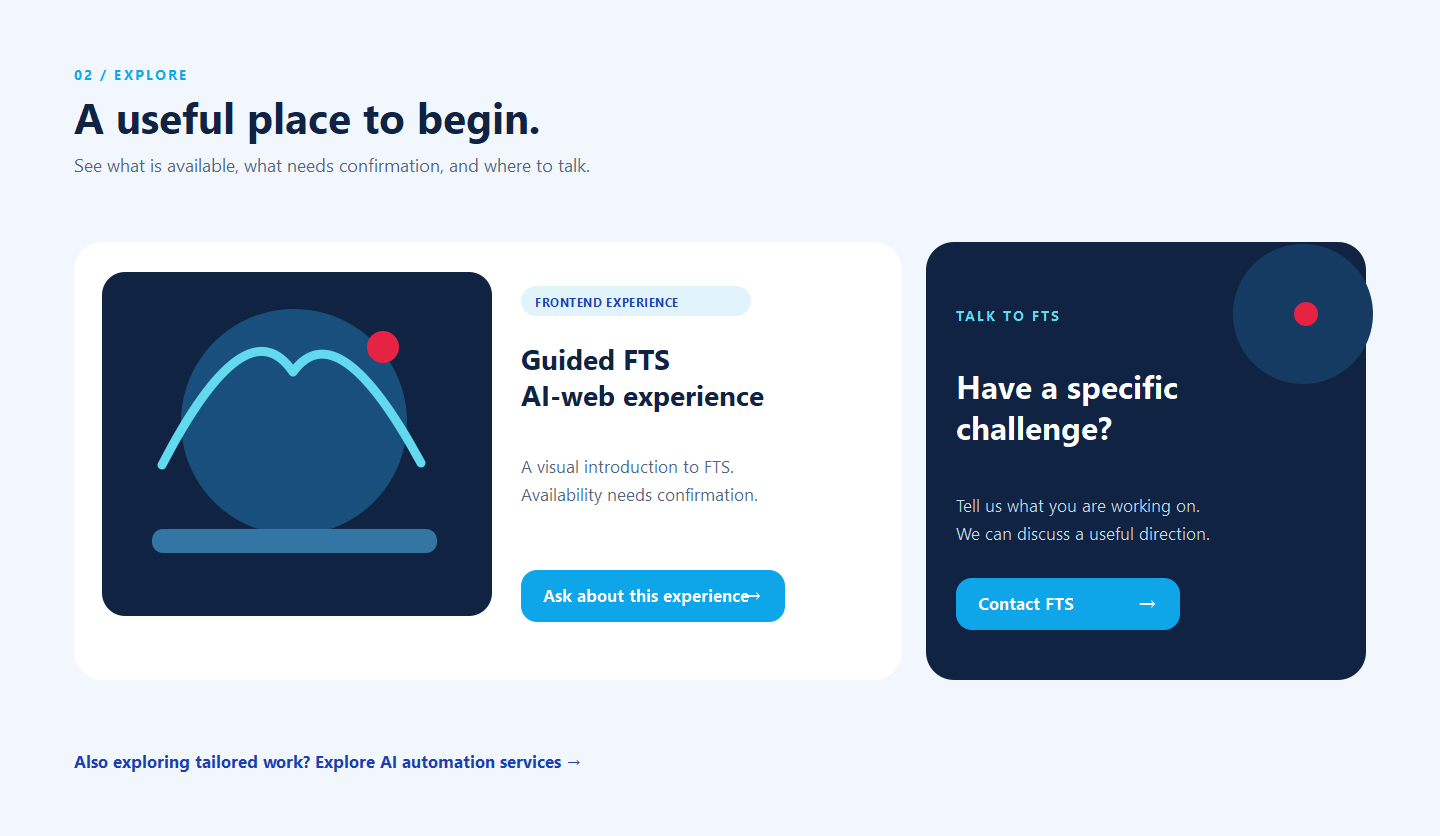 02 / EXPLORE
A useful place to begin.
See what is available, what needs confirmation, and where to talk.
FRONTEND EXPERIENCE
Guided FTS
AI-web experience
A visual introduction to FTS.
Availability needs confirmation.
Ask about this experience→
TALK TO FTS
Have a specific
challenge?
Tell us what you are working on.
We can discuss a useful direction.
Contact FTS →
Also exploring tailored work? Explore AI automation services →